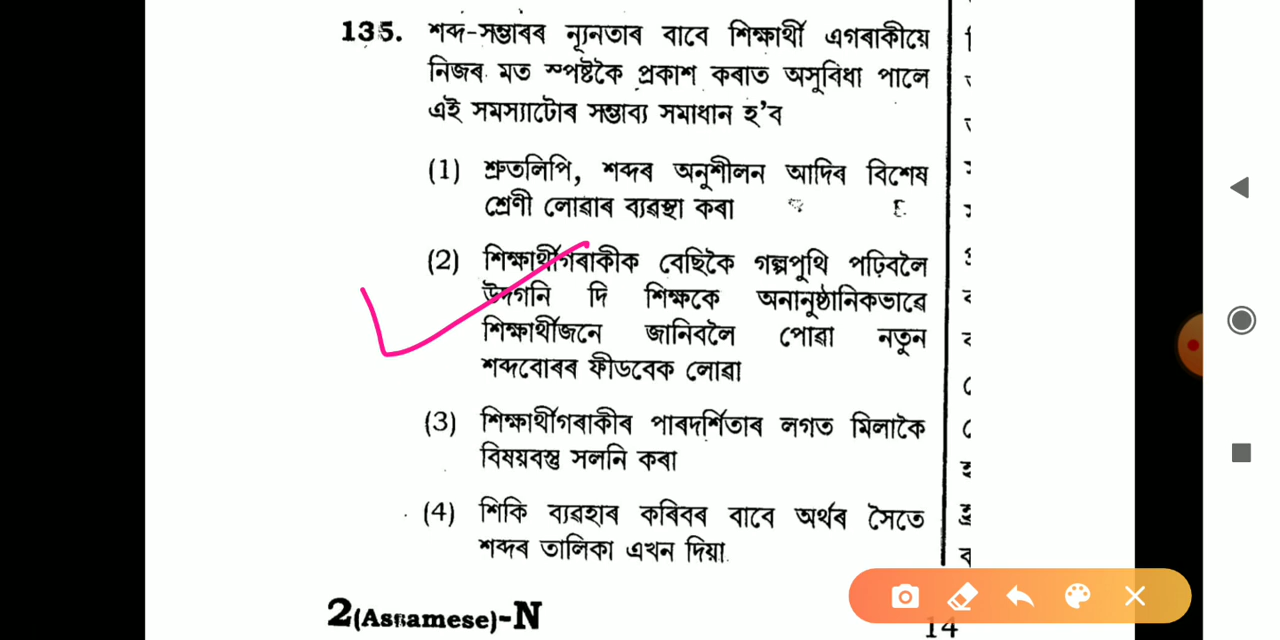 135. শব্দ-সম্ভাৰৰ ন্যূনতাৰ বাবে শিক্ষাৰ্থী এগৰাকীয়ে
নিজৰ মত স্পষ্টকৈ প্ৰকাশ কৰাত অসুবিধা পালে
এই সমস্যাটোৰ সম্ভাব্য সমাধান হ'ব
(1) শ্ৰুতলিপি, শব্দৰ অনুশীলন আদিৰ বিশেষ
শ্ৰেণী লোৱাৰ ব্যৱস্থা কৰা
(2) শিক্ষাৰ্থীগৰাকীক বেছিকৈ গল্পপুথি পঢ়িবলৈ
উদগনি দি শিক্ষকে অনানুষ্ঠানিকভাৱে
শিক্ষাৰ্থীজনে জানিবলৈ পোৱা নতুন
শব্দবোৰৰ ফীডবেক লোৱা
(3) শিক্ষাৰ্থীগৰাকীৰ পাৰদৰ্শিতাৰ লগত মিলাকৈ
বিষয়বস্তু সলনি কৰা
(4) শিকি ব্যৱহাৰ কৰিবৰ বাবে অৰ্থৰ সৈতে
শব্দৰ তালিকা এখন দিয়া
2(Assamese)-N
14